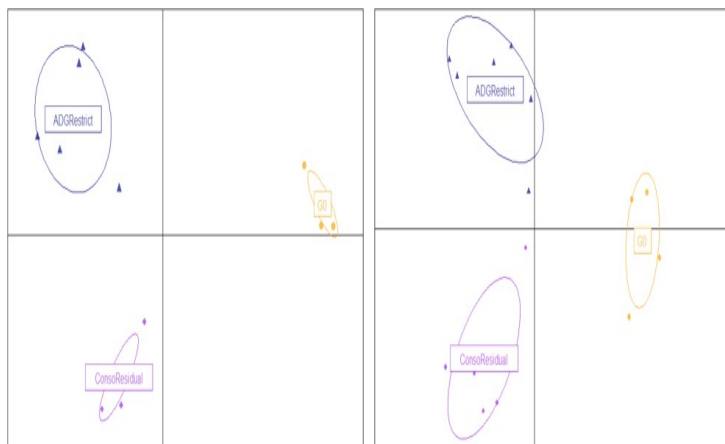 ADGRestrict
G0
ConsoResidual
ADGRestrict
G0
ConsoResidual